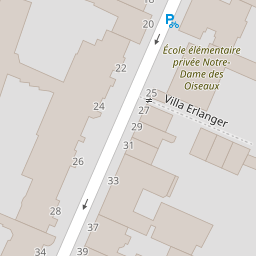 20
P
École élémentaire
privée Notre-
Dame des
Oiseaux
22
25
Villa Erlanger
24
27
29
31
26
33
28
37
34
39